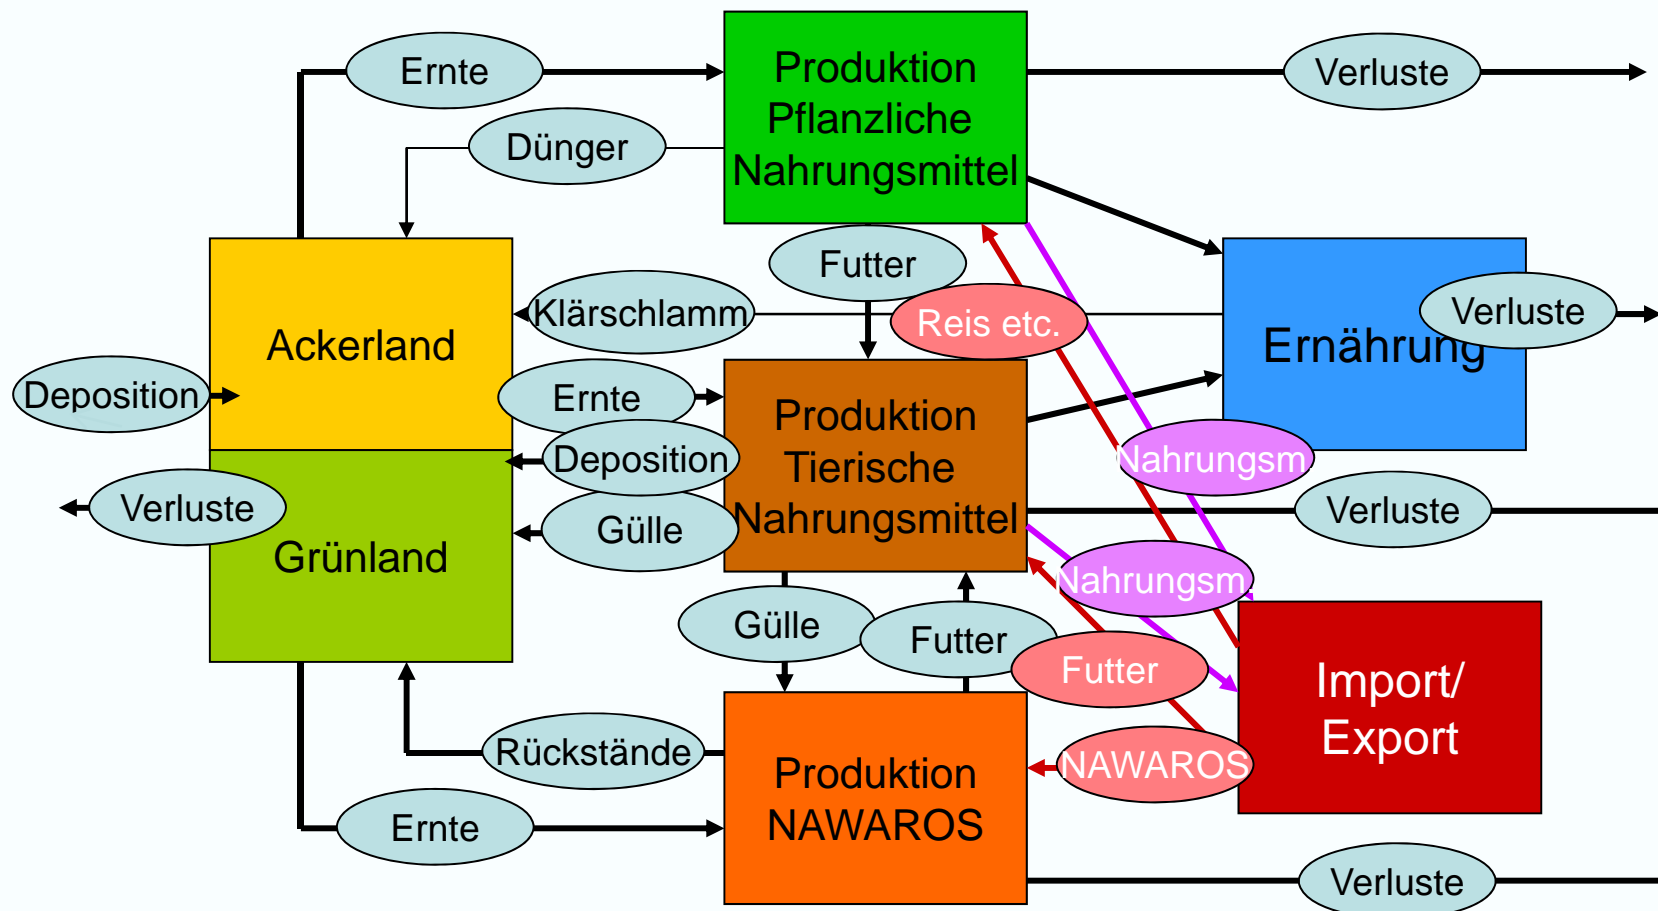 Ernte
Produktion
Pflanzliche
Nahrungsmittel
Verluste
Dünger
Futter
Klärschlamm
Reis etc.
Verluste
Ackerland
Ernährung
Deposition
Ernte
Produktion
Tierische
Nahrungsmittel
Deposition
Nahrungsm.
Verluste
Gülle
Verluste
Grünland
Nahrungsm.
Gülle
Futter
Futter
Import/
Export
Rückstände
NAWAROS
Produktion
NAWAROS
Ernte
Verluste